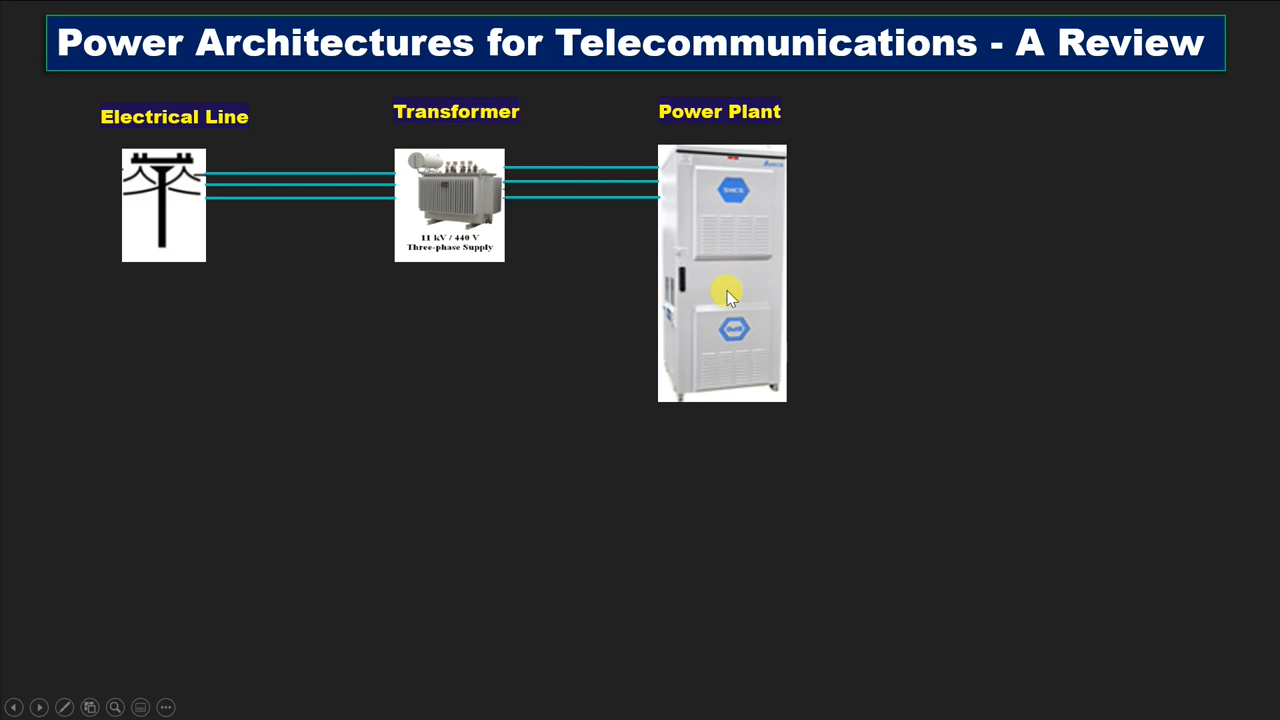 Power Architectures for Telecommunications - A Review
Electrical Line
Transformer
Power Plant
11 kV / 440 V
Three-phase Supply